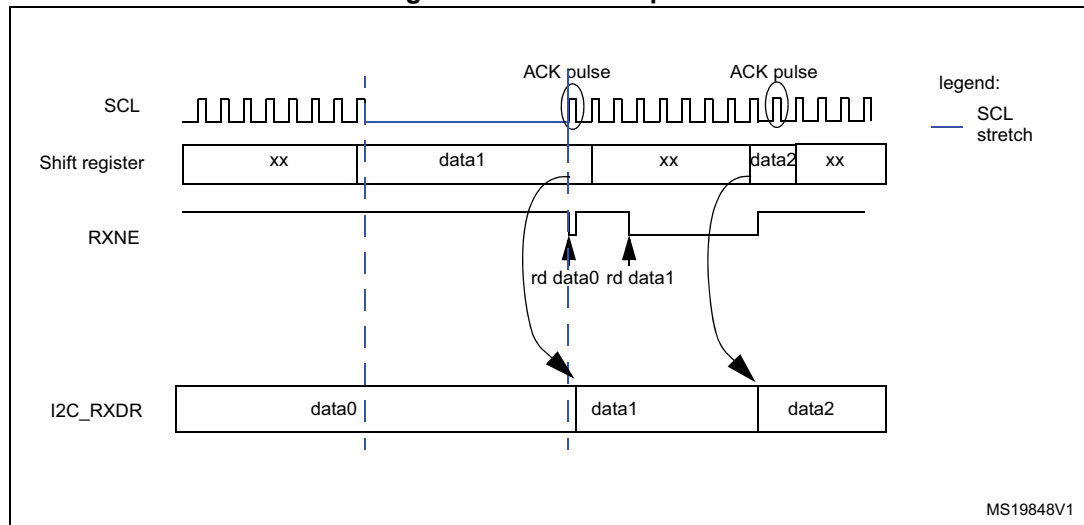 ACK pulse ACK pulse
legend:
SCL
SCL
stretch
Shift register xx data1 xx data2 xx
RXNE
rd data0 rd data1
I2C_RXDR data0 data1 data2
MS19848V1